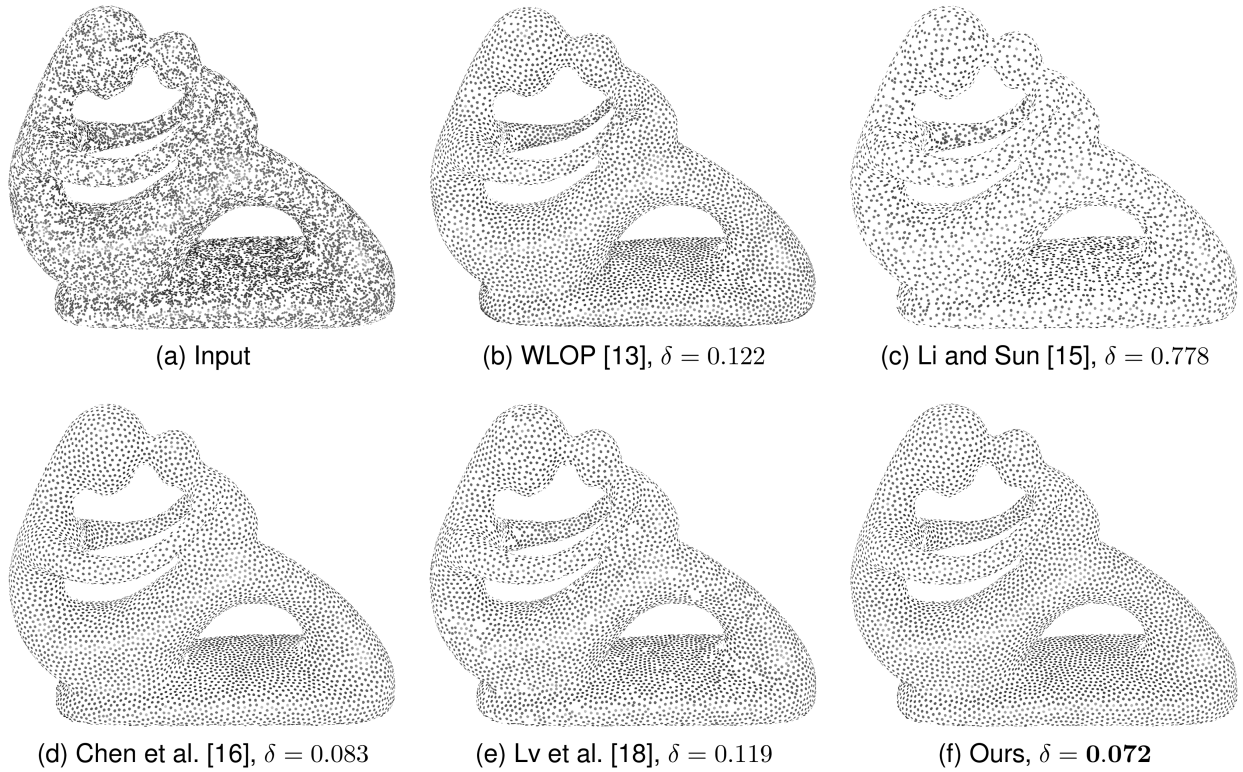 (a) Input
(b) WLOP [13], δ = 0.122
(c) Li and Sun [15], δ = 0.778
(d) Chen et al. [16], δ = 0.083
(e) Lv et al. [18], δ = 0.119
(f) Ours, δ = 0.072